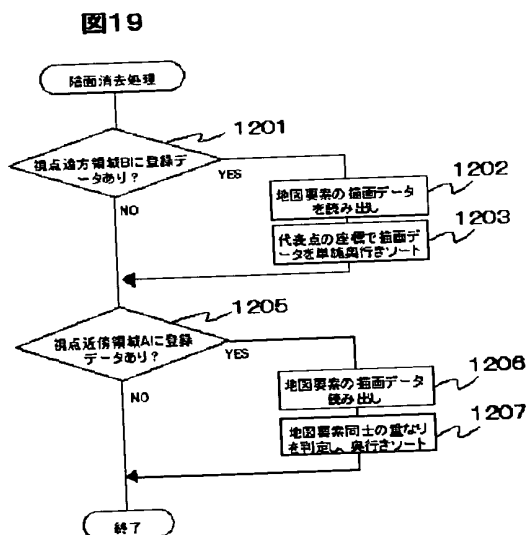 図19
陰面消去処理
1201
視点遠方領域Bに登録デ
ータあり？
YES
1202
地図要素の描画データ
を読み出し
NO
1203
代表点の座標で描画デ
ータを単純奥行きソート
1205
視点近傍領域Aに登録
データあり？
YES
1206
地図要素の描画データ
読み出し
NO
1207
地図要素同士の重なり
を判定し、奥行きソート
終了